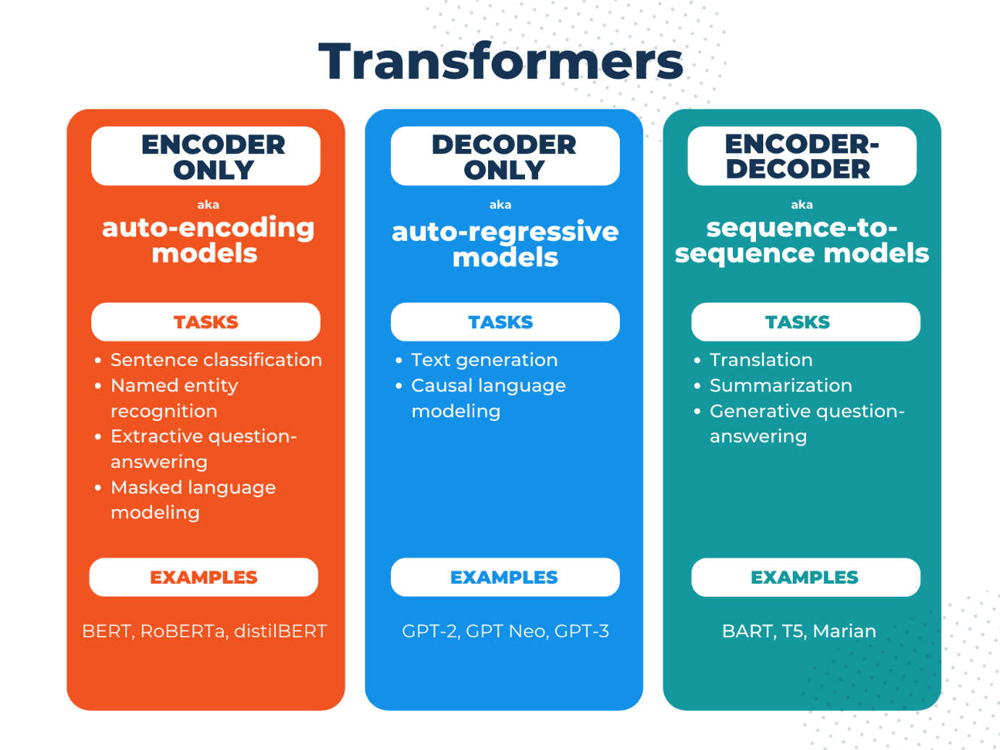 Transformers
ENCODER
ONLY
aka
auto-encoding
models
TASKS
• Sentence classification
• Named entity
recognition
• Extractive question-
answering
• Masked language
modeling
EXAMPLES
BERT, RoBERTa, distilBERT
DECODER
ONLY
aka
auto-regressive
models
TASKS
• Text generation
• Causal language
modeling
EXAMPLES
GPT-2, GPT Neo, GPT-3
ENCODER-
DECODER
aka
sequence-to-
sequence models
TASKS
• Translation
• Summarization
• Generative question-
answering
EXAMPLES
BART, T5, Marian